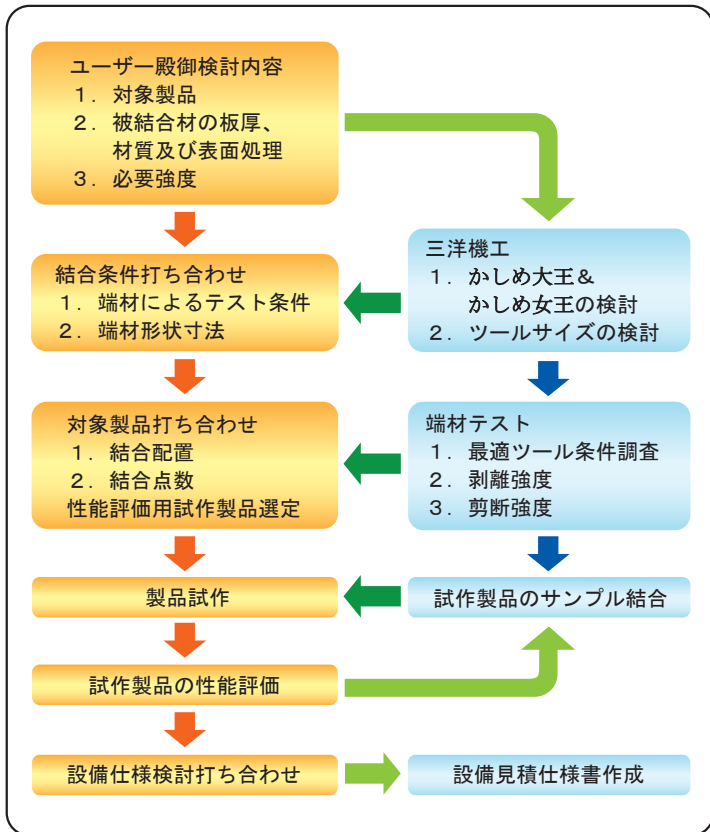 ユーザー殿御検討内容
１．対象製品
２．被結合材の板厚、
材質及び表面処理
３．必要強度
三洋機工
１．かしめ大王＆
かしめ女王の検討
２．ツールサイズの検討
結合条件打ち合わせ
１．端材によるテスト条件
２．端材形状寸法
対象製品打ち合わせ
１．結合配置
２．結合点数
性能評価用試作製品選定
端材テスト
１．最適ツール条件調査
２．剥離強度
３．剪断強度
製品試作
試作製品のサンプル結合
試作製品の性能評価
設備仕様検討打ち合わせ
設備見積仕様書作成